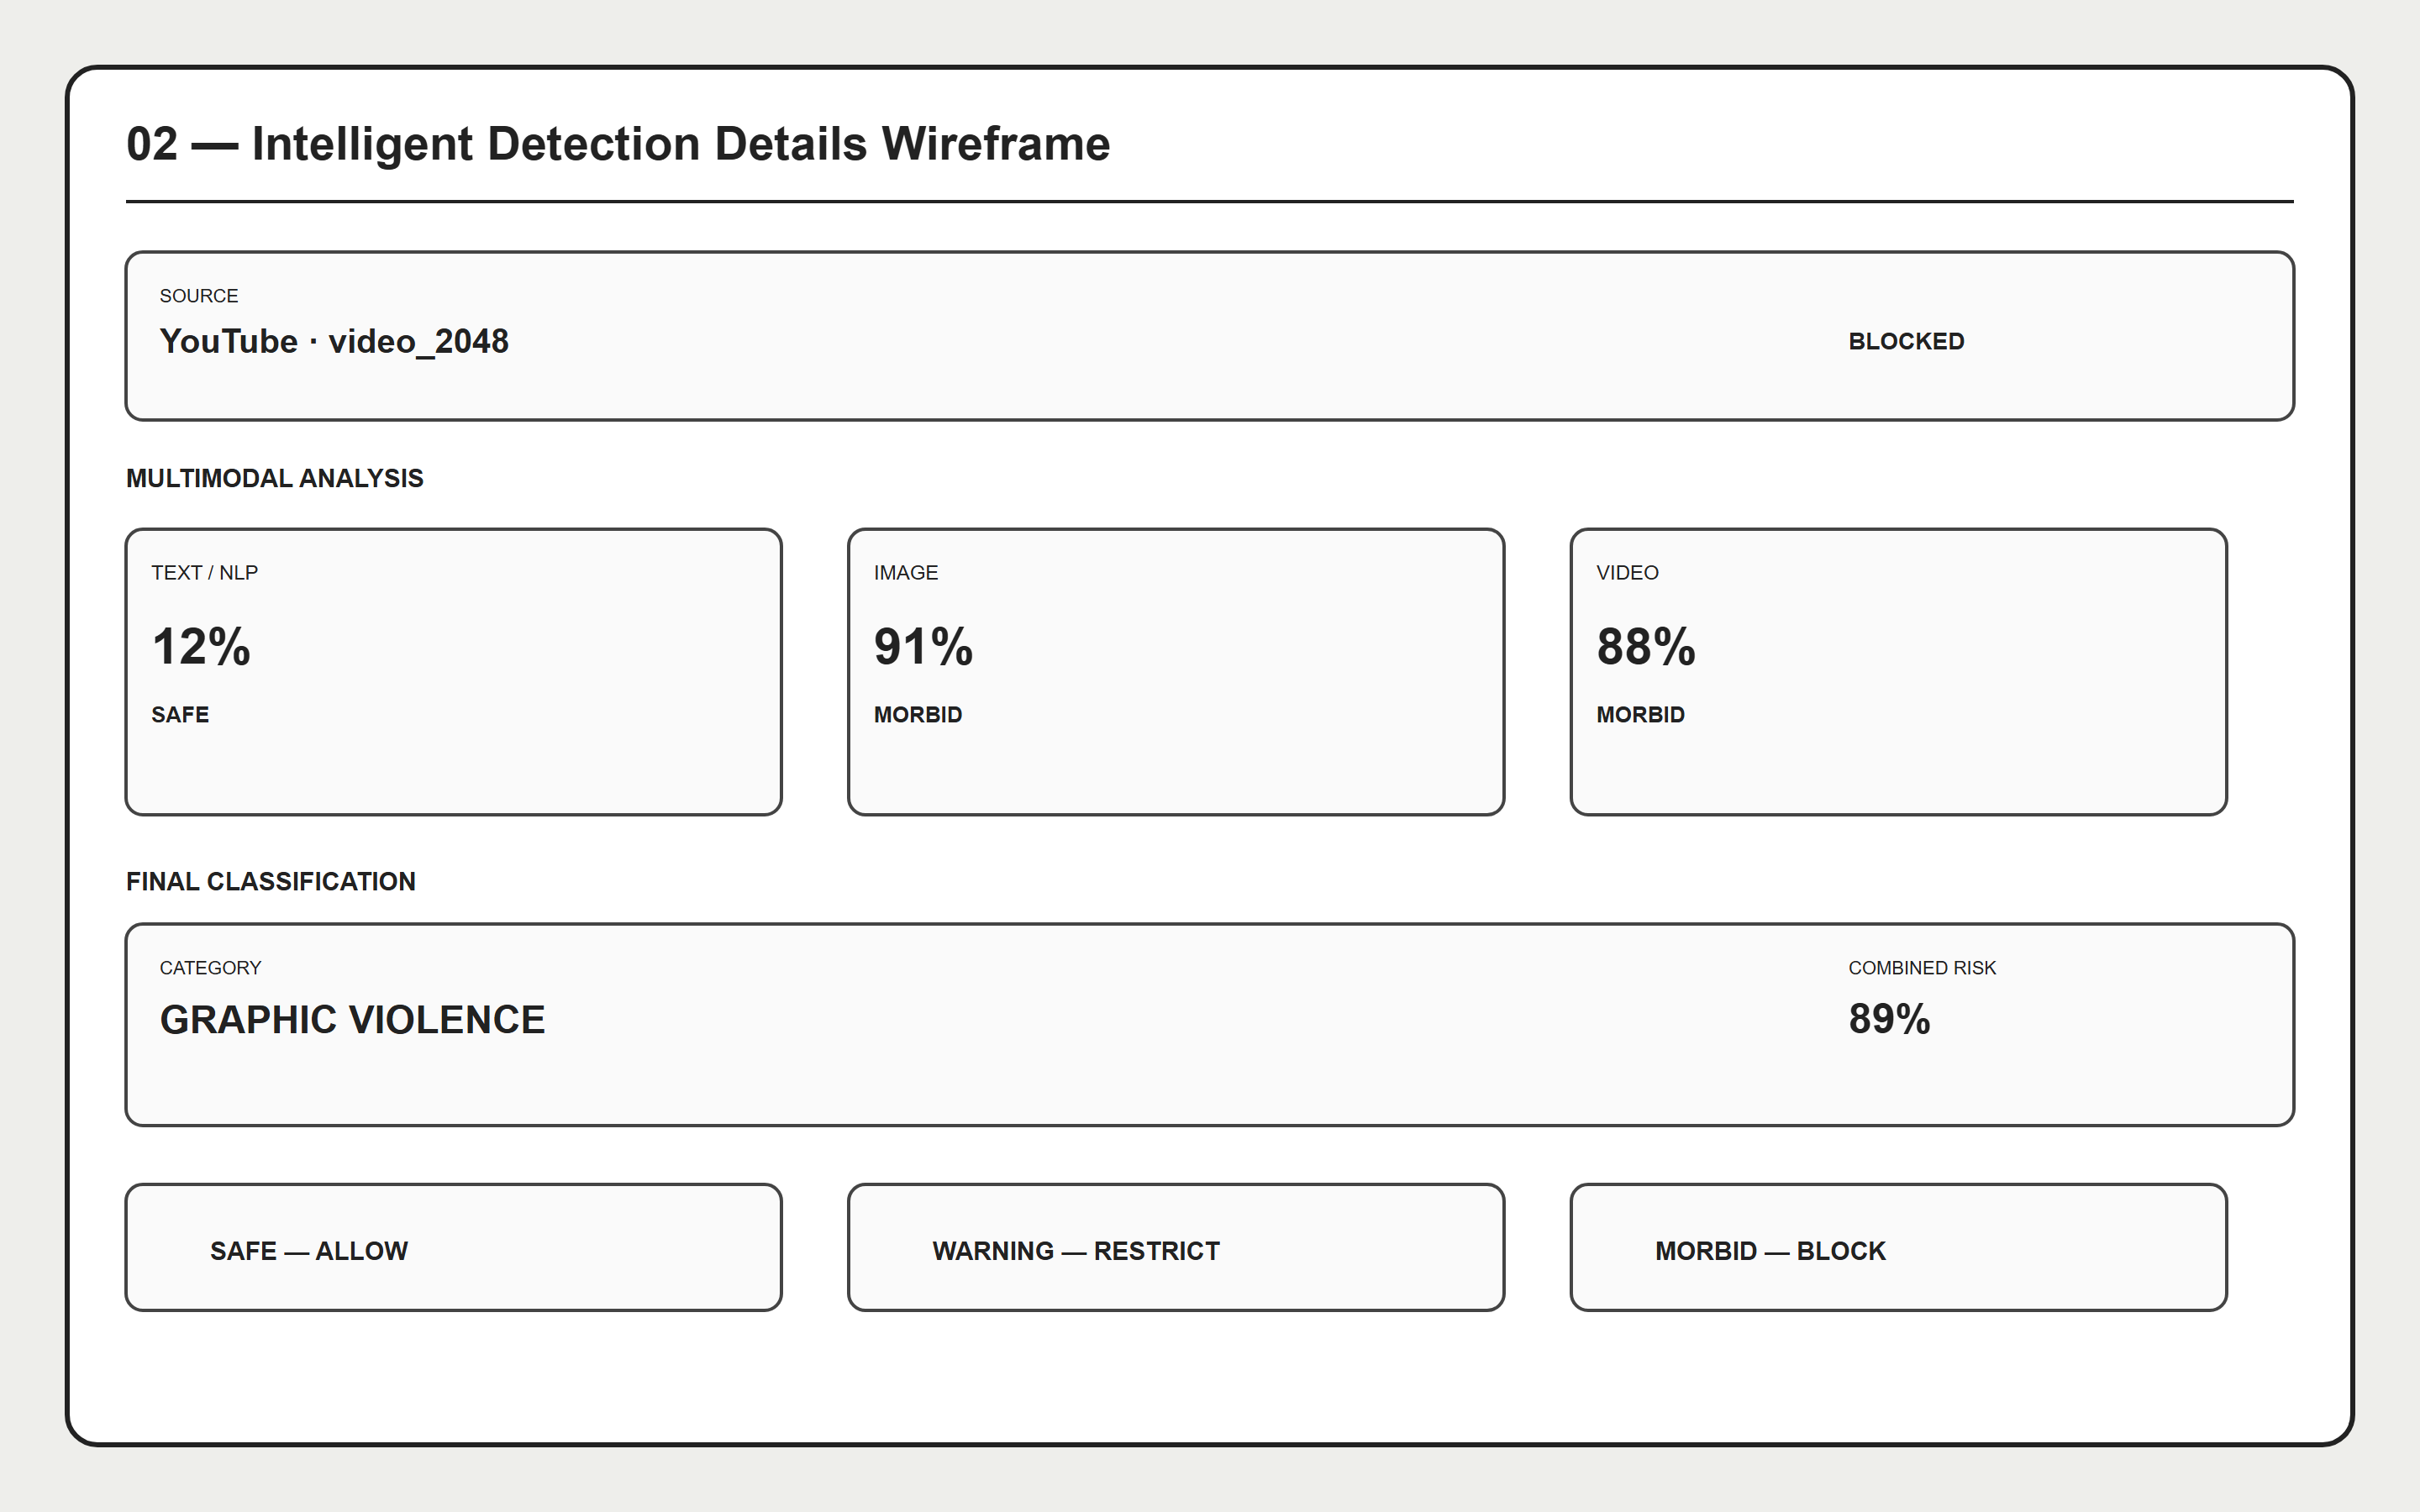 02 — Intelligent Detection Details Wireframe
SOURCE
YouTube · video_2048
BLOCKED
MULTIMODAL ANALYSIS
TEXT / NLP
12%
SAFE
IMAGE
91%
MORBID
VIDEO
88%
MORBID
FINAL CLASSIFICATION
CATEGORY
GRAPHIC VIOLENCE
COMBINED RISK
89%
SAFE — ALLOW
WARNING — RESTRICT
MORBID — BLOCK